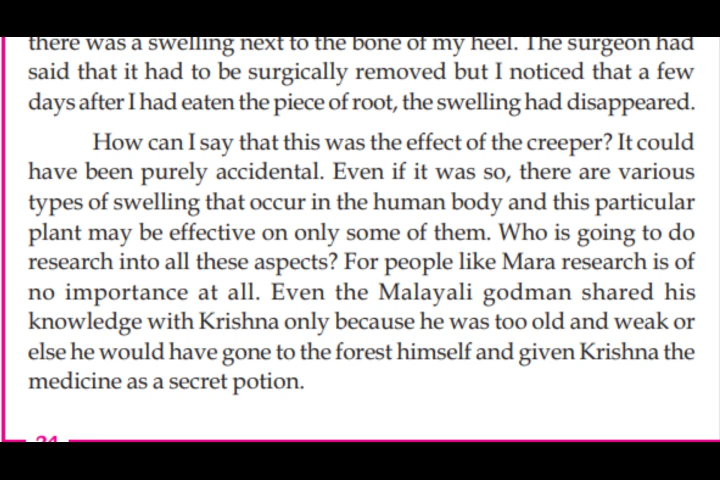 there was a swelling next to the bone of my heel. The surgeon had
said that it had to be surgically removed but I noticed that a few
days after I had eaten the piece of root, the swelling had disappeared.
How can I say that this was the effect of the creeper? It could
have been purely accidental. Even if it was so, there are various
types of swelling that occur in the human body and this particular
plant may be effective on only some of them. Who is going to do
research into all these aspects? For people like Mara research is of
no importance at all. Even the Malayali godman shared his
knowledge with Krishna only because he was too old and weak or
else he would have gone to the forest himself and given Krishna the
medicine as a secret potion.